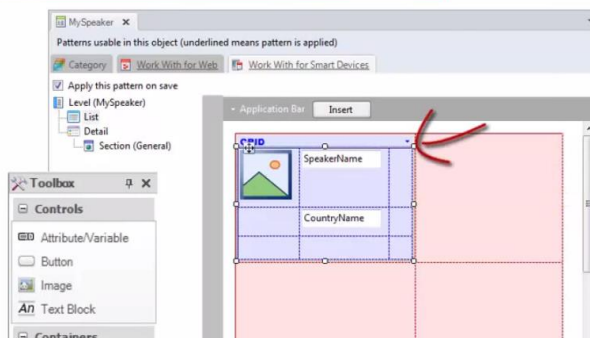 MySpeaker
Patterns usable in this object (underlined means pattern is applied)
Category Work With for Web Work With for Smart Devices
Apply this pattern on save
Level (MySpeaker)
List
Detail
Section (General)
Application Bar Insert
GRID
SpeakerName
CountryName
Toolbox
Controls
Attribute/Variable
Button
Image
Text Block
Containers